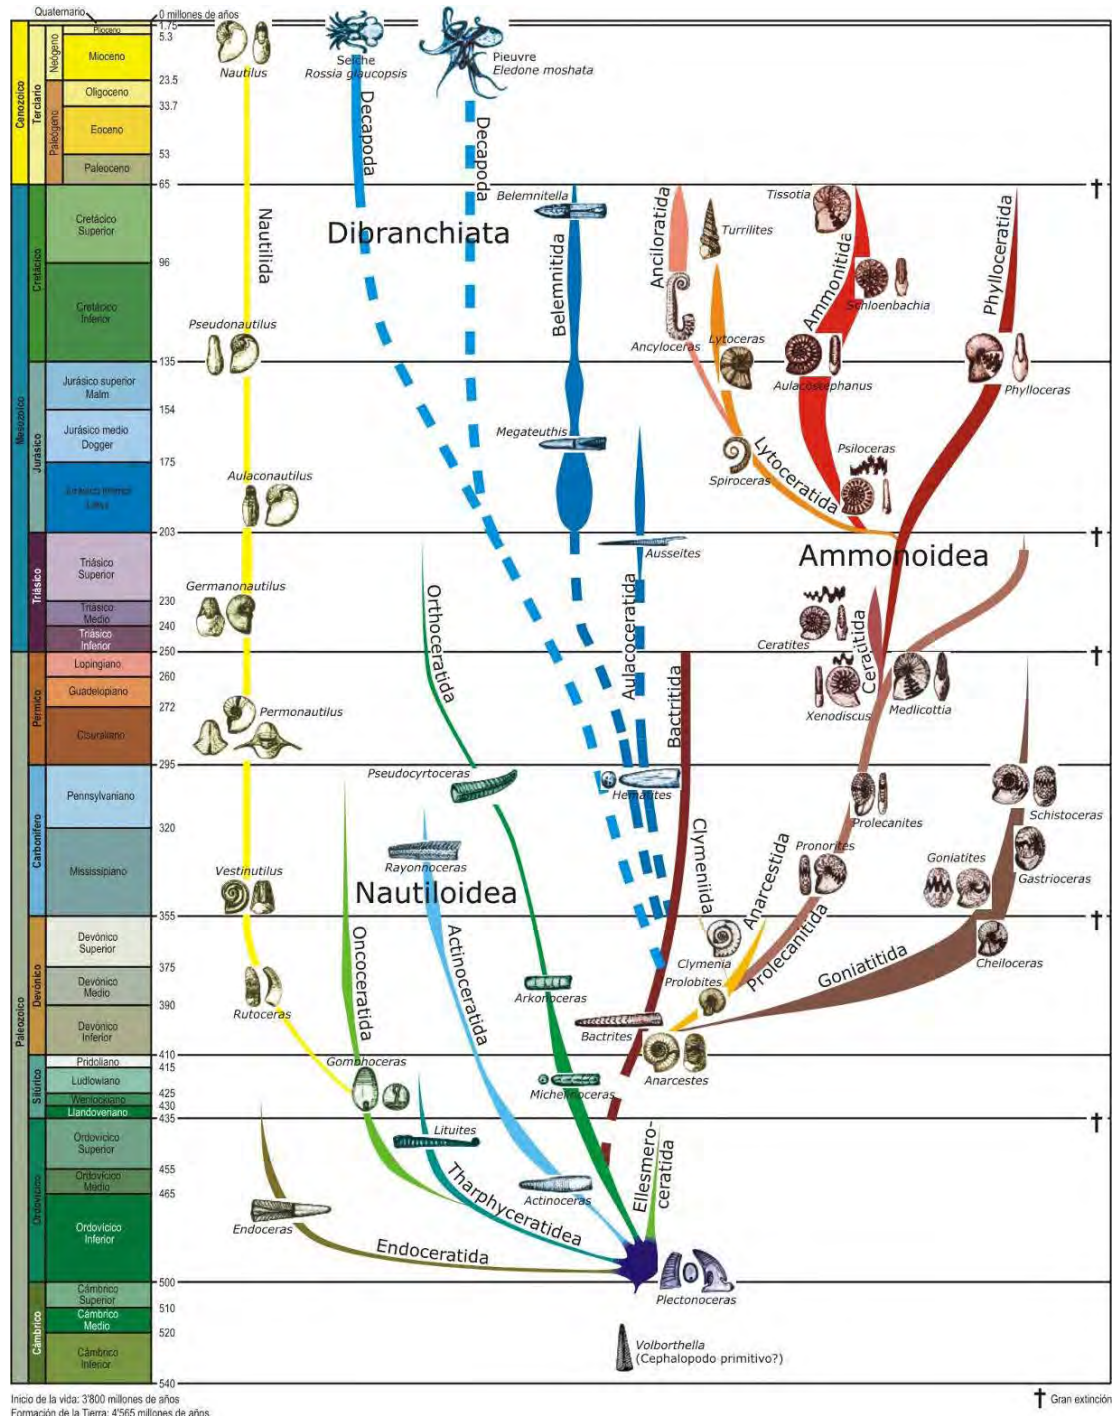 Quaternario
0 millones de años
1.75
Plioceno
5.3
Mioceno
23.5
Oligoceno
33.7
Eoceno
53
Paleoceno
65
Cretácico
Superior
96
Cretácico
Inferior
135
Jurásico superior
Malm
154
Jurásico medio
Dogger
175
203
Triásico
Superior
230
Triásico
Medio
240
Triásico
Inferior
250
Lopingiano
260
Guadelopiano
272
295
Pennsylvaniano
320
Mississipiano
355
Devónico
Superior
375
Devónico
Medio
390
Devónico
Inferior
410
Pridoliano
415
Ludlowiano
425
Wenlockiano
430
Llandoveriano
435
Ordovícico
Superior
455
Ordovícico
Medio
465
Ordovícico
Inferior
500
Cámbrico
Superior
510
Cámbrico
Medio
520
Cámbrico
Inferior
540
Cenozoico
Terciario
Neógeno
Paleógeno
Mesozoico
Cretácico
Jurásico
Triásico
Paleozoico
Pérmico
Carbonífero
Devónico
Silúrico
Ordovícico
Cámbrico
Nautilus
Seiche
Rossia glaucopsis
Pieuvre
Eledone moshata
Decapoda
Decapoda
Dibranchiata
Nautilida
Belemnitella
Belemnitida
Anciloratida
Turrilites
Tissotia
Ammonitida
Schloenbachia
Phylloceratida
Pseudonautilus
Ancyloceras
Lytoceras
Aulacostephanus
Phylloceras
Megateuthis
Spiroceras
Lytoceratida
Psiloceras
Aulaconautilus
Ausseites
Ammonoidea
Germanonautilus
Orthoceratida
Aulacoceratida
Bactritida
Ceratites
Ceratitida
Xenodiscus
Medlicottia
Permonautilus
Pseudocyrtoceras
Hematites
Prolecanites
Schistoceras
Rayonnoceras
Clymeniida
Anarcestida
Pronorites
Goniatites
Gastrioceras
Vestinutilus
Nautiloidea
Oncoceratida
Actinoceratida
Clymenia
Prolobites
Prolecanitida
Goniatitida
Cheiloceras
Rutoceras
Arkonoceras
Bactrites
Anarcestes
Gomphoceras
Michelinoceras
Lituites
Tharphyceratidea
Actinoceras
Ellesmero-
ceratida
Endoceras
Endoceratida
Plectonoceras
Volborthella
(Cephalopodo primitivo?)
Inicio de la vida: 3'800 millones de años
Formación de la Tierra: 4'565 millones de años
† Gran extinción